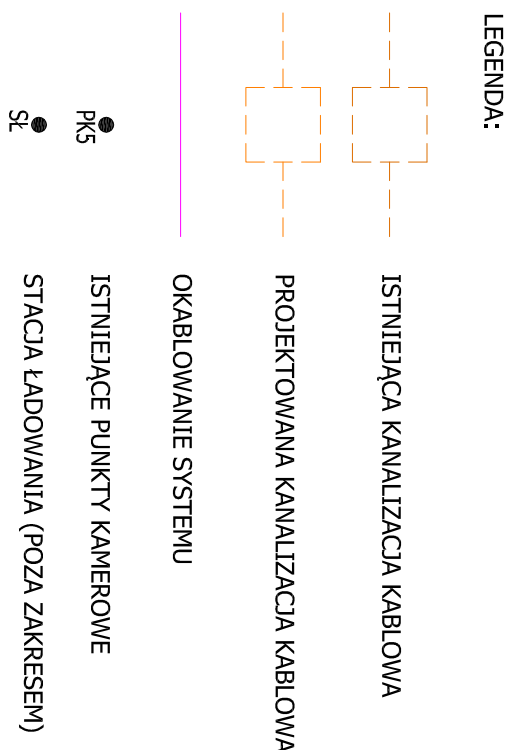 LEGENDA:
ISTNIEJĄCA KANALIZACJA KABLOWA
PROJEKTOWANA KANALIZACJA KABLOWA
OKABLOWANIE SYSTEMU
PK5 ISTNIEJĄCE PUNKTY KAMEROWE
SŁ STACJA ŁADOWANIA (POZA ZAKRESEM)